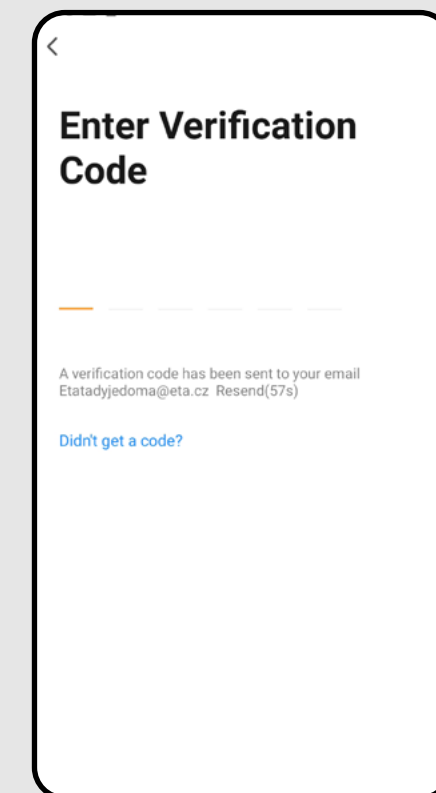 Enter Verification
Code
A verification code has been sent to your email
Etatadyjedoma@eta.cz Resend(57s)
Didn't get a code?